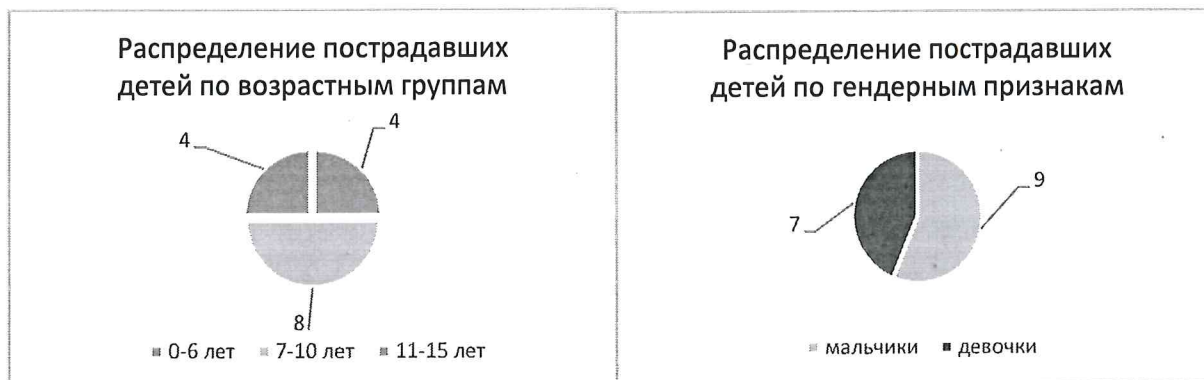 Распределение пострадавших
детей по возрастным группам
4
4
8
0-6 лет 7-10 лет 11-15 лет
Распределение пострадавших
детей по гендерным признакам
9
7
мальчики девочки